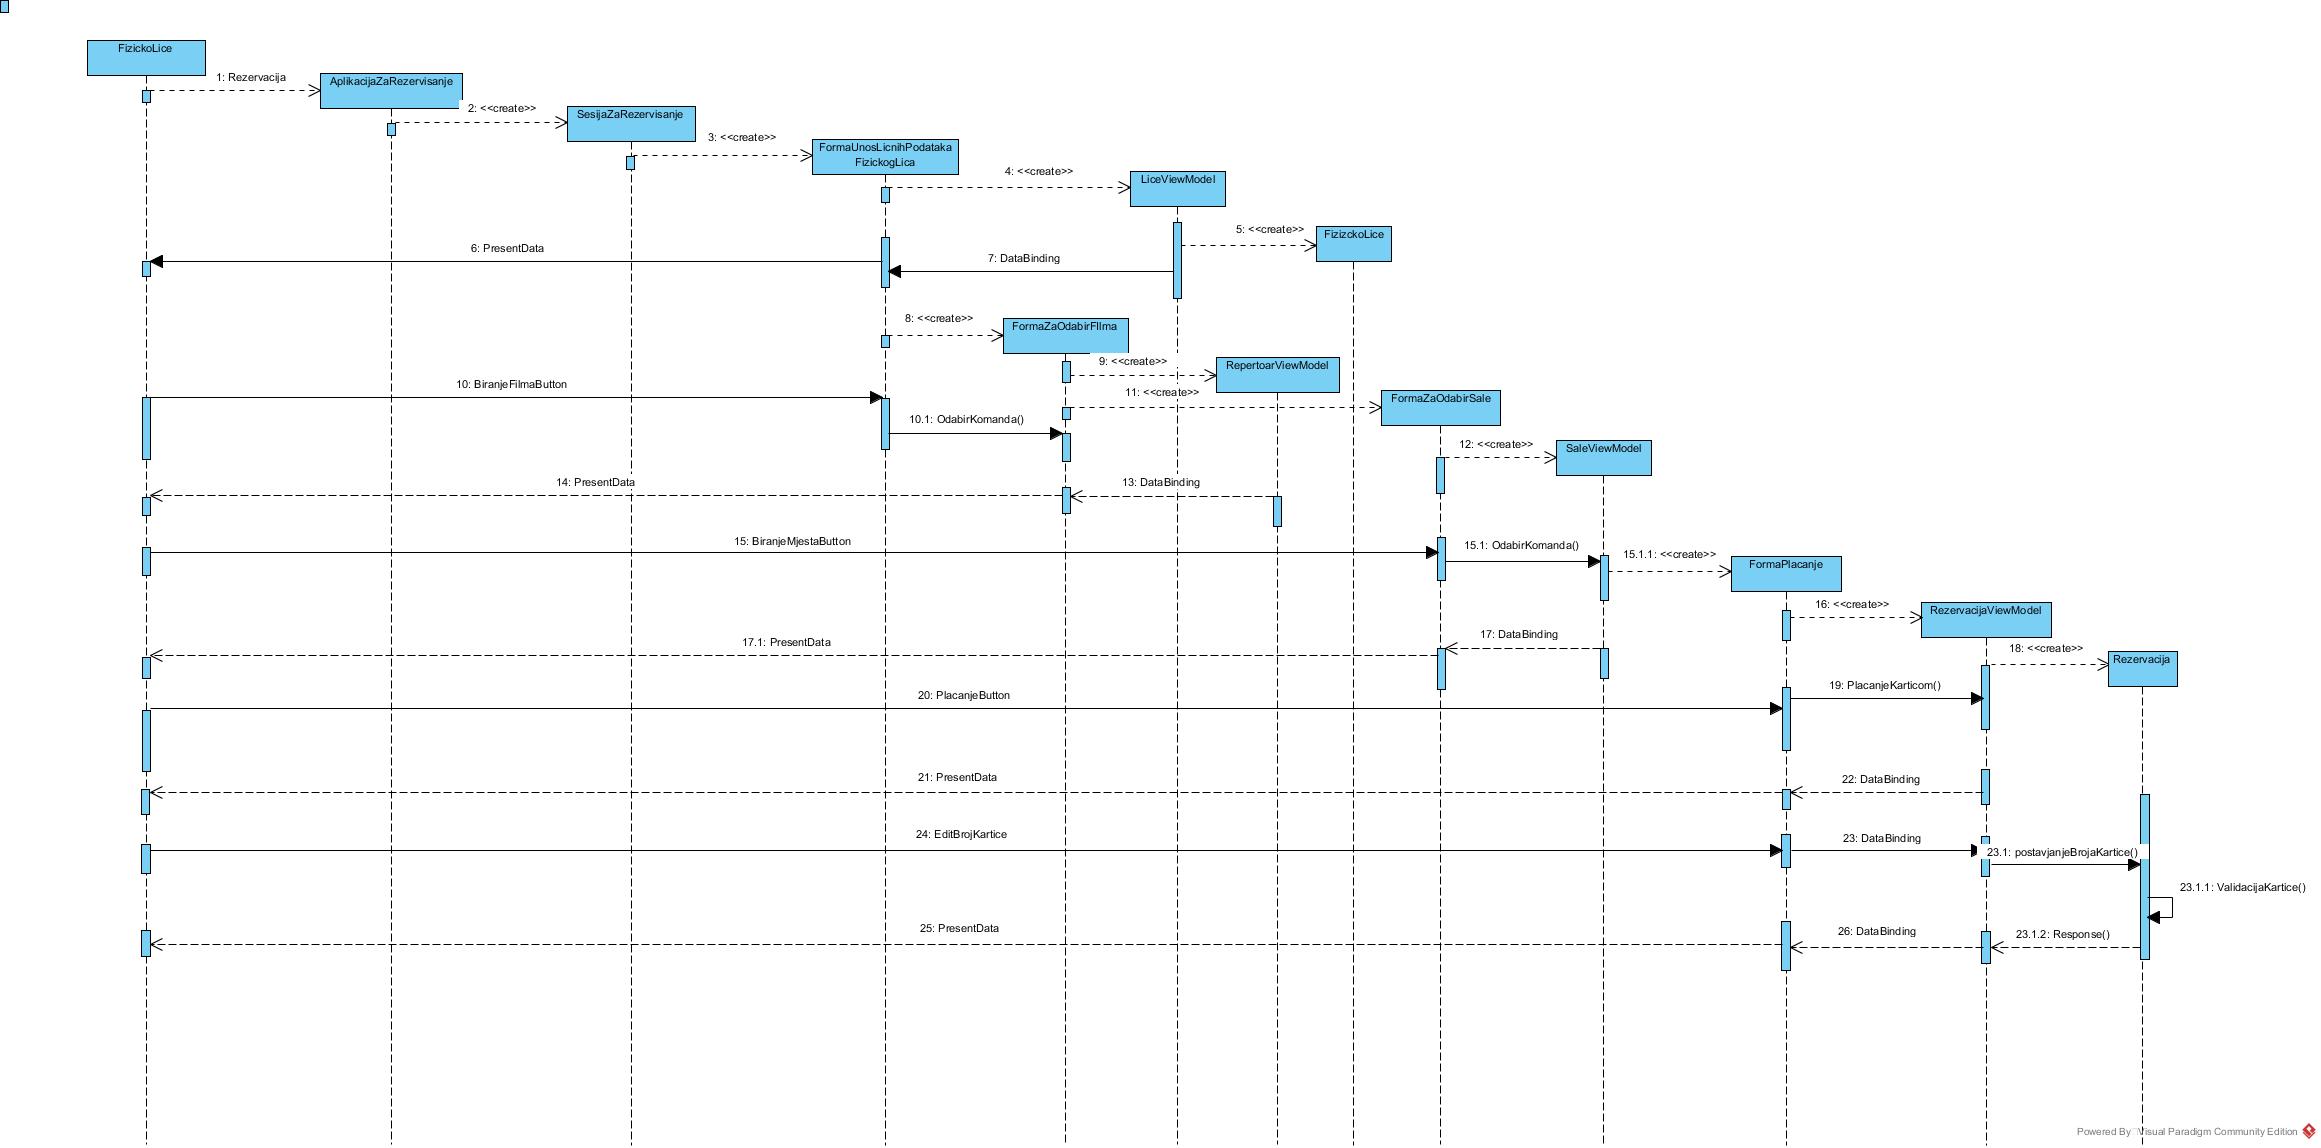 FizickoLice
1: Rezervacija
AplikacijaZaRezervisanje
2: <<create>>
SesijaZaRezervisanje
3: <<create>>
FormaUnosLicnihPodataka
FizickogLica
4: <<create>>
LiceViewModel
5: <<create>>
FizizckoLice
6: PresentData
7: DataBinding
8: <<create>>
FormaZaOdabirFIlma
9: <<create>>
RepertoarViewModel
10: BiranjeFilmaButton
11: <<create>>
FormaZaOdabirSale
10.1: OdabirKomanda()
12: <<create>>
SaleViewModel
14: PresentData
13: DataBinding
15: BiranjeMjestaButton
15.1: OdabirKomanda()
15.1.1: <<create>>
FormaPlacanje
16: <<create>>
RezervacijaViewModel
17.1: PresentData
17: DataBinding
18: <<create>>
Rezervacija
20: PlacanjeButton
19: PlacanjeKarticom()
21: PresentData
22: DataBinding
24: EditBrojKartice
23: DataBinding
23.1: postavjanjeBrojaKartice()
23.1.1: ValidacijaKartice()
25: PresentData
26: DataBinding
23.1.2: Response()
Powered By Visual Paradigm Community Edition